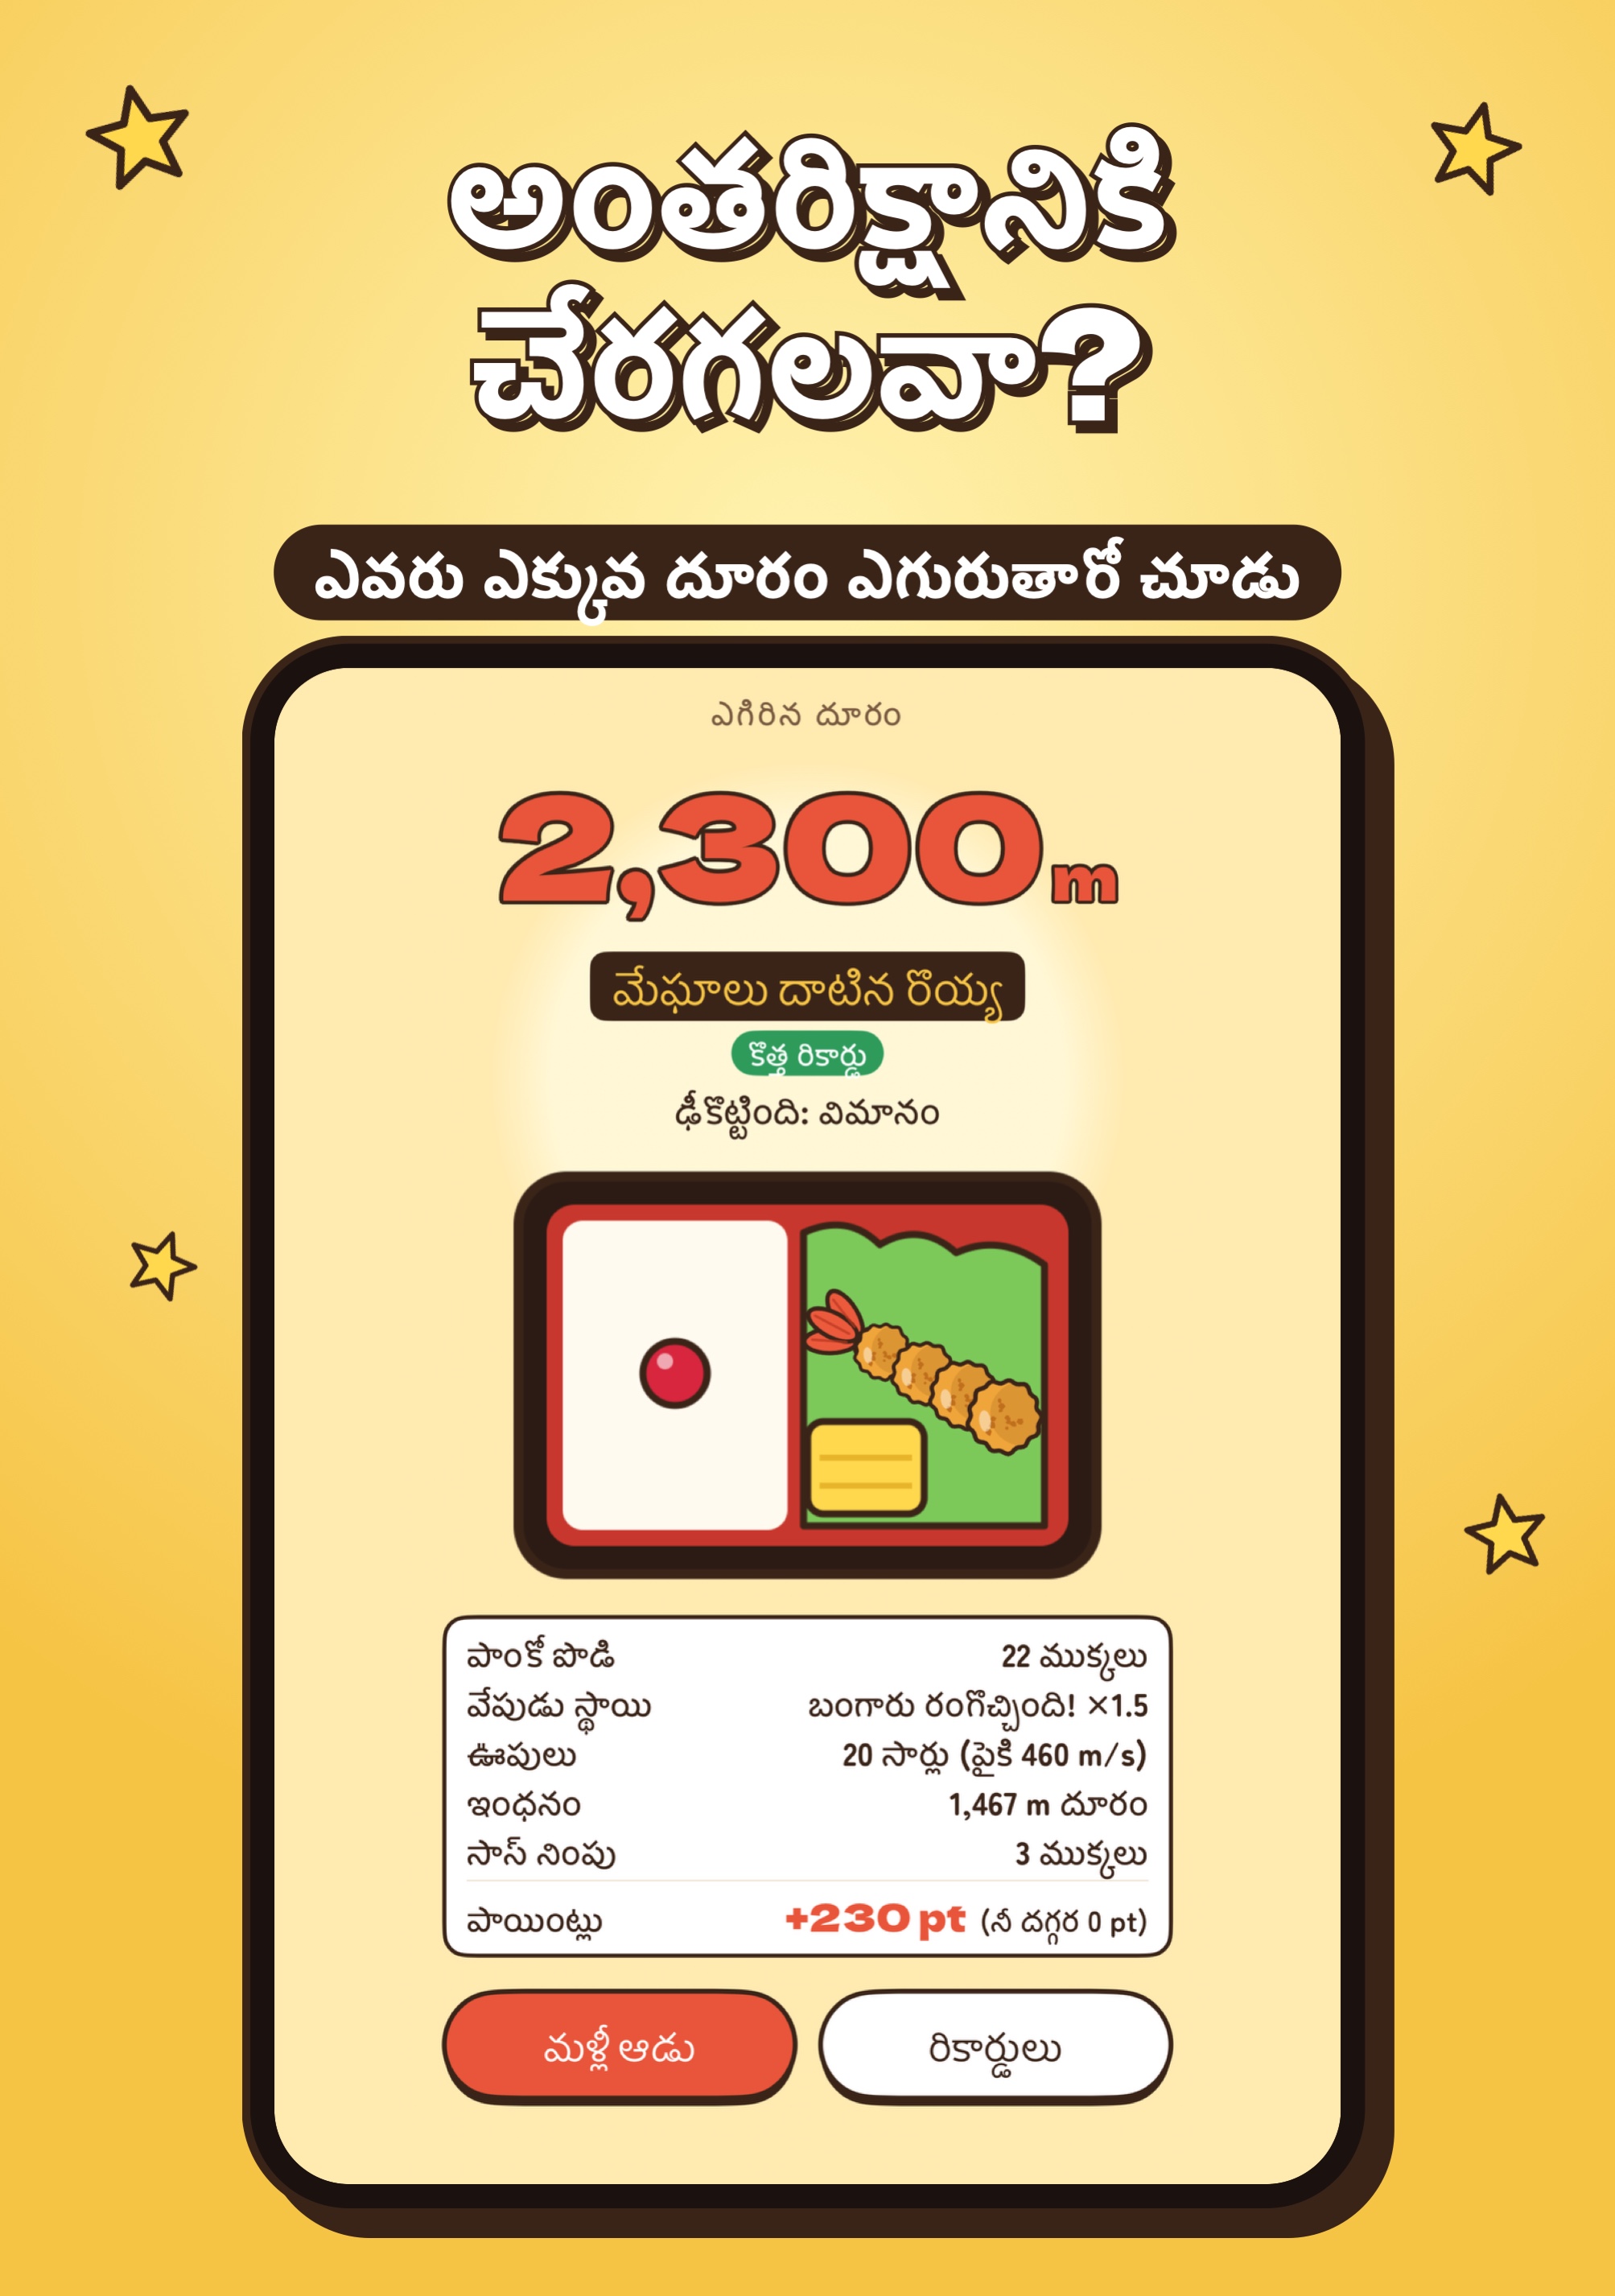 అంతరిక్షానికి
చేరగలవా?
ఎవరు ఎక్కువ దూరం ఎగురుతారో చూడు
ఎగిరిన దూరం
2,300 m
మేఘాలు దాటిన రొయ్య
కొత్త రికార్డు
ఢీకొట్టింది: విమానం
పాంకో పొడి 22 ముక్కలు
వేపుడు స్థాయి బంగారు రంగొచ్చింది! ×1.5
ఊపులు 20 సార్లు (పైకి 460 m/s)
ఇంధనం 1,467 m దూరం
సాస్ నింపు 3 ముక్కలు
పాయింట్లు +230 pt (నీ దగ్గర 0 pt)
మళ్లీ ఆడు రికార్డులు